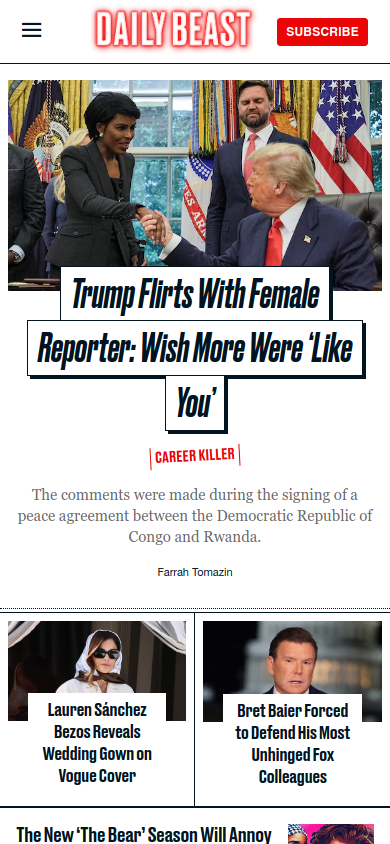 DAILY BEAST
SUBSCRIBE
Trump Flirts With Female
Reporter: Wish More Were ‘Like
You’
CAREER KILLER
The comments were made during the signing of a
peace agreement between the Democratic Republic of
Congo and Rwanda.
Farrah Tomazin
Lauren Sánchez
Bezos Reveals
Wedding Gown on
Vogue Cover
Bret Baier Forced
to Defend His Most
Unhinged Fox
Colleagues
The New ‘The Bear’ Season Will Annoy